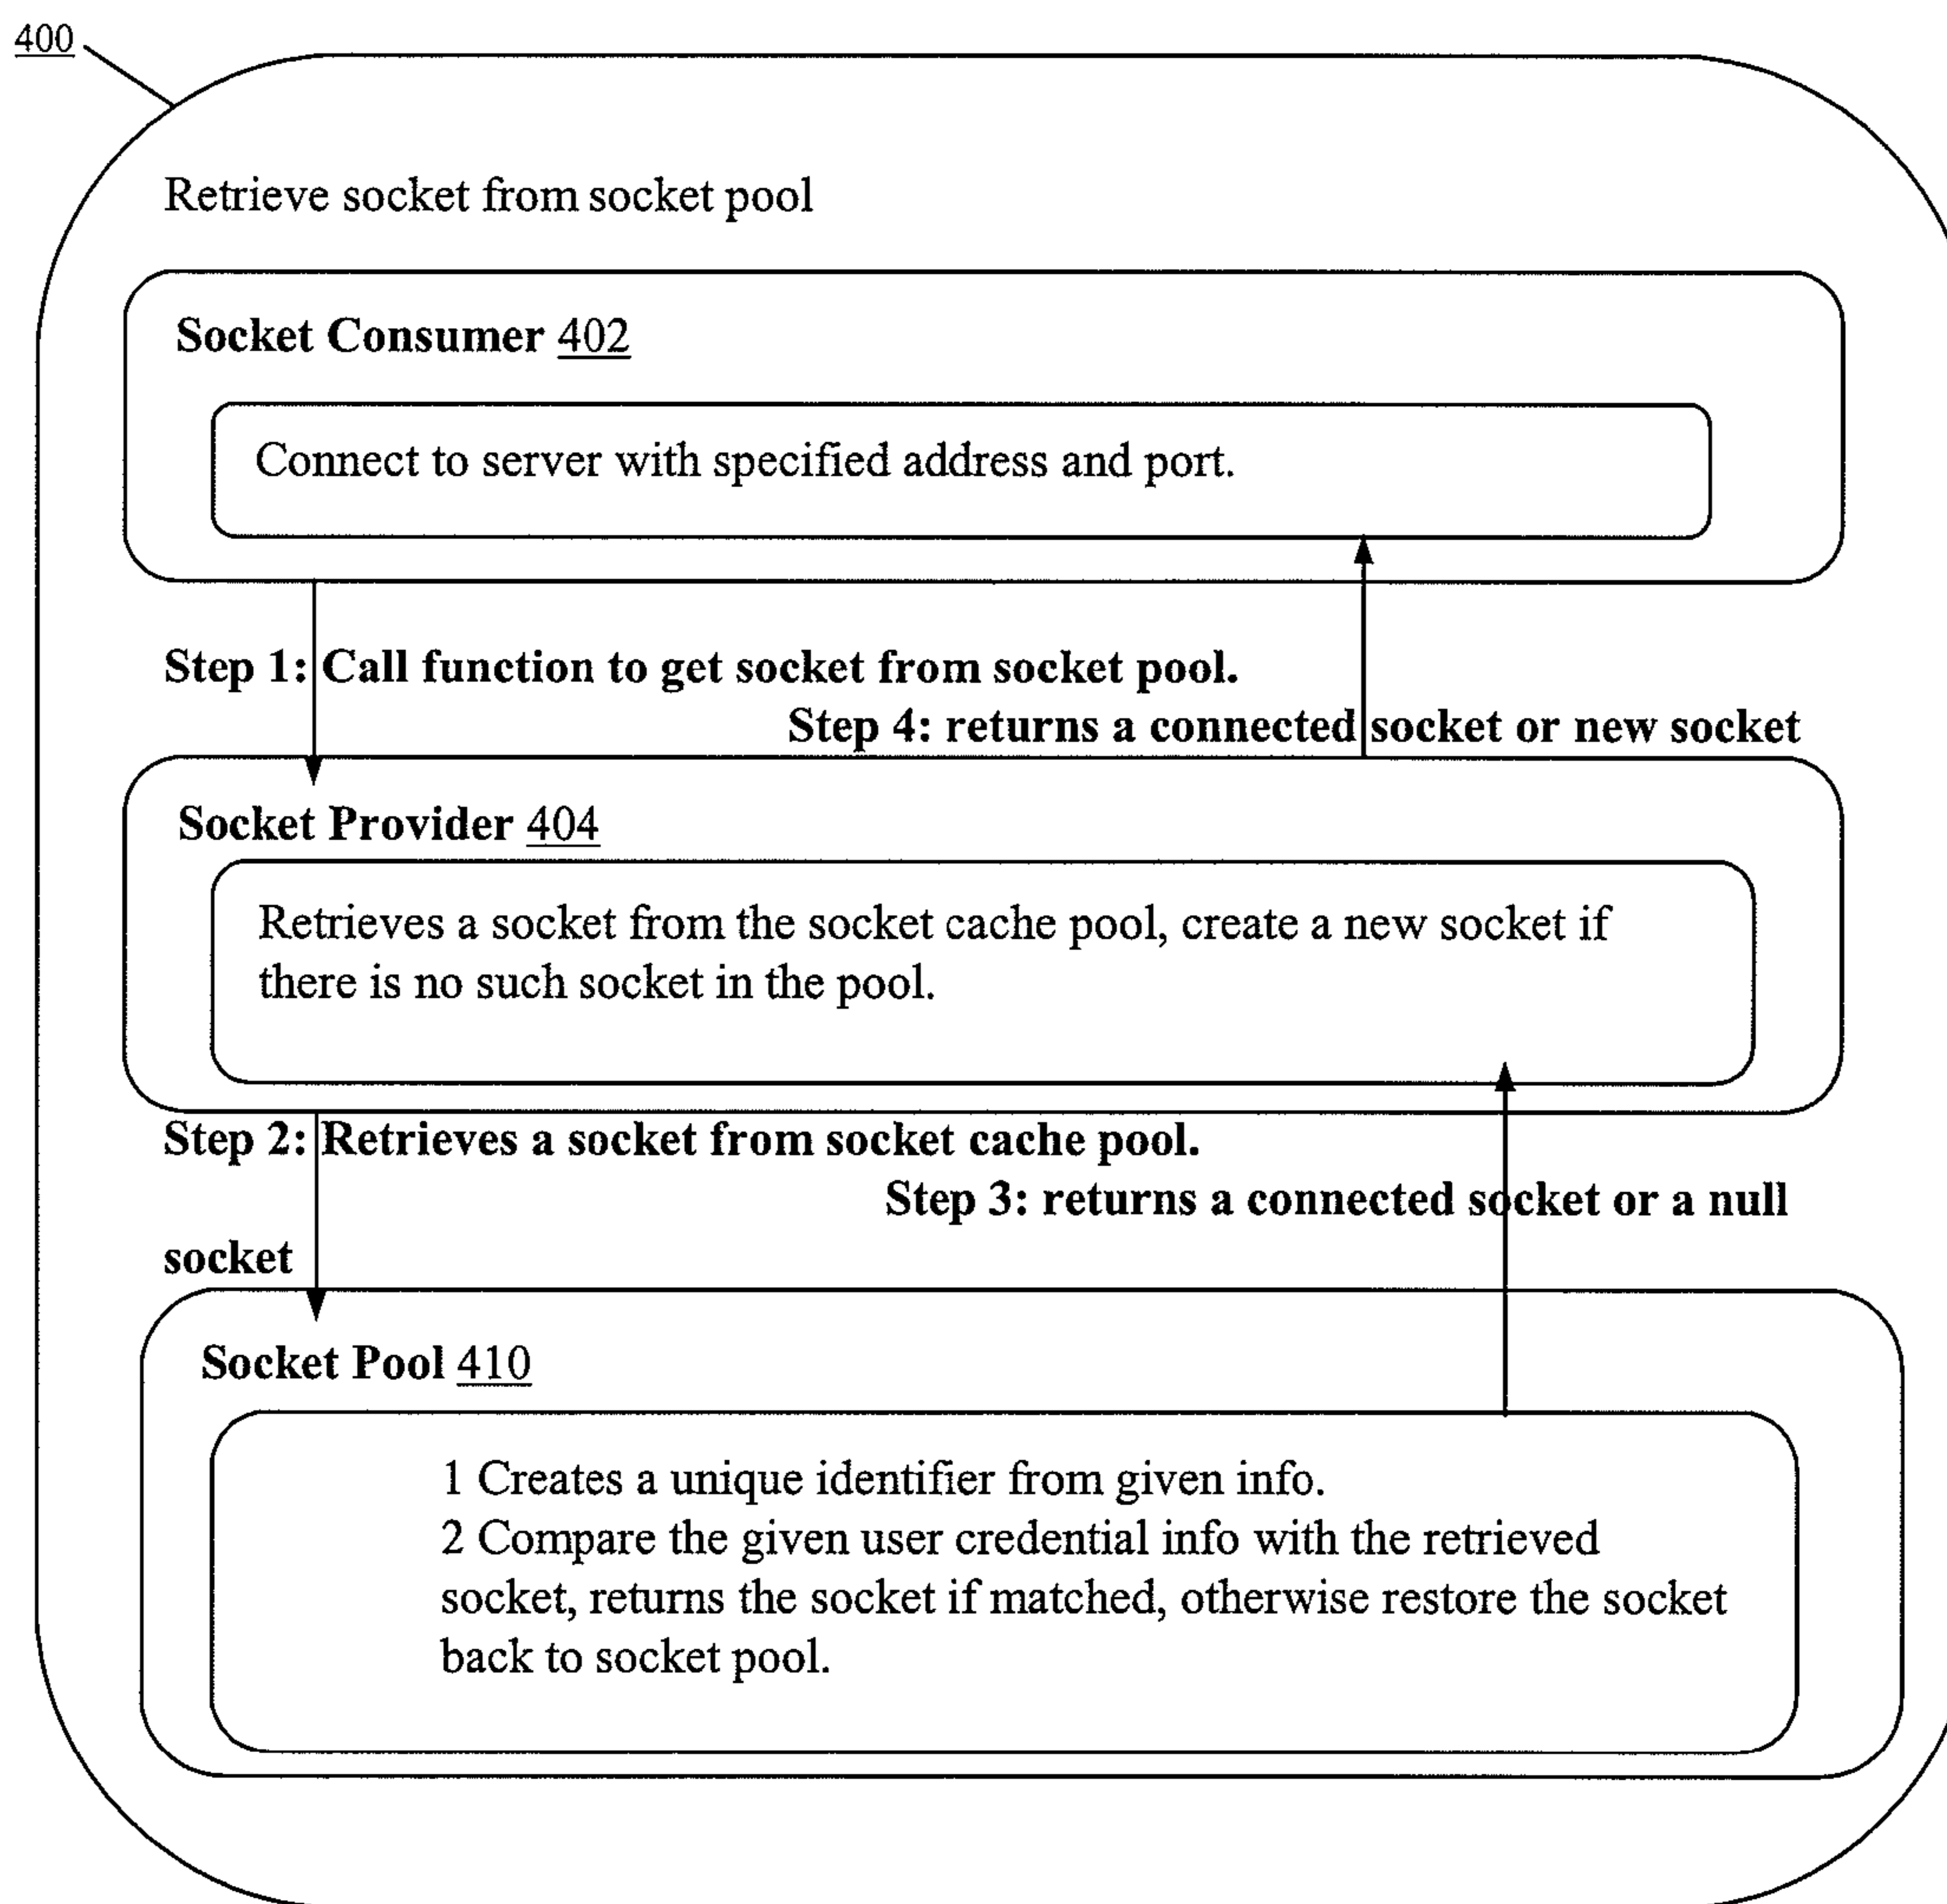 400
Retrieve socket from socket pool
Socket Consumer 402
Connect to server with specified address and port.
Step 1: Call function to get socket from socket pool.
Step 4: returns a connected socket or new socket
Socket Provider 404
Retrieves a socket from the socket cache pool, create a new socket if
there is no such socket in the pool.
Step 2: Retrieves a socket from socket cache pool.
Step 3: returns a connected socket or a null
socket
Socket Pool 410
1 Creates a unique identifier from given info.
2 Compare the given user credential info with the retrieved
socket, returns the socket if matched, otherwise restore the socket
back to socket pool.